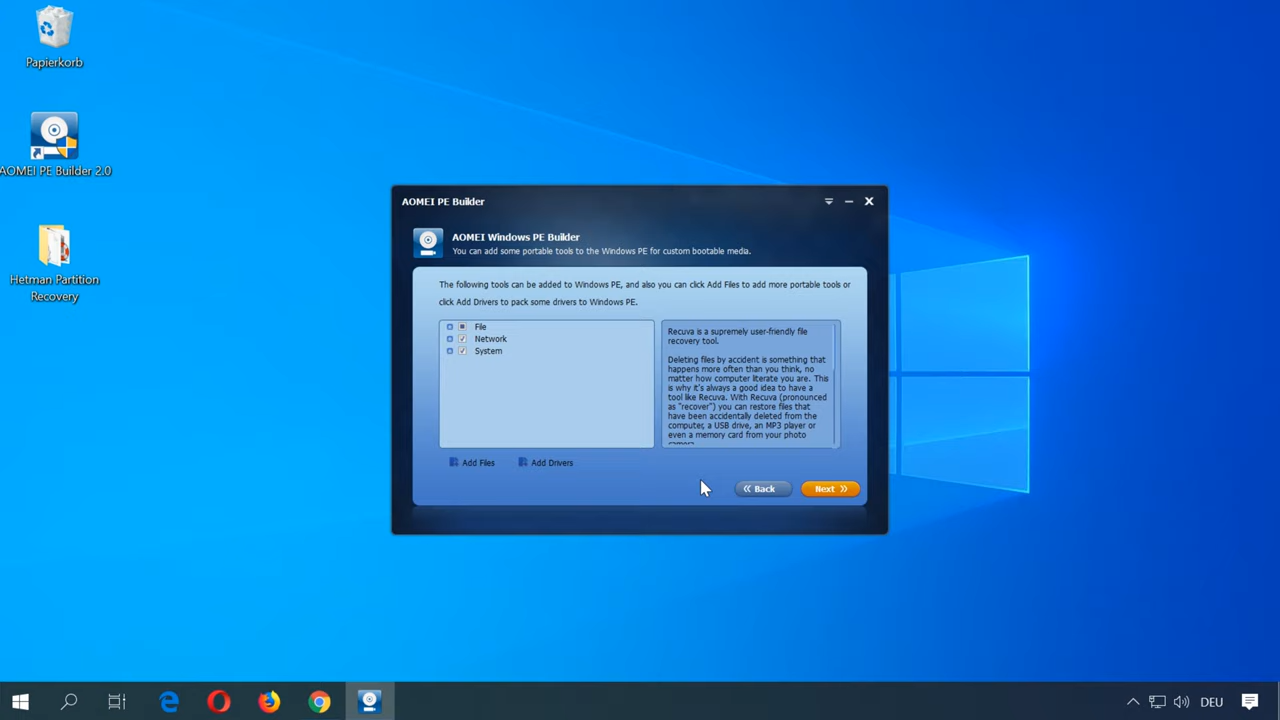 Papierkorb
AOMEI PE Builder 2.0
Hetman Partition
Recovery
AOMEI PE Builder
AOMEI Windows PE Builder
You can add some portable tools to the Windows PE for custom bootable media.
The following tools can be added to Windows PE, and also you can click Add Files to add more portable tools or
click Add Drivers to pack some drivers to Windows PE.
File
Network
System
Recuva is a supremely user-friendly file
recovery tool.
Deleting files by accident is something that
happens more often than you think, no
matter how computer literate you are. This
is why it's always a good idea to have a
tool like Recuva. With Recuva (pronounced
as "recover") you can restore files that
have been accidentally deleted from the
computer, a USB drive, an MP3 player or
even a memory card from your photo
Add Files
Add Drivers
Back
Next
DEU